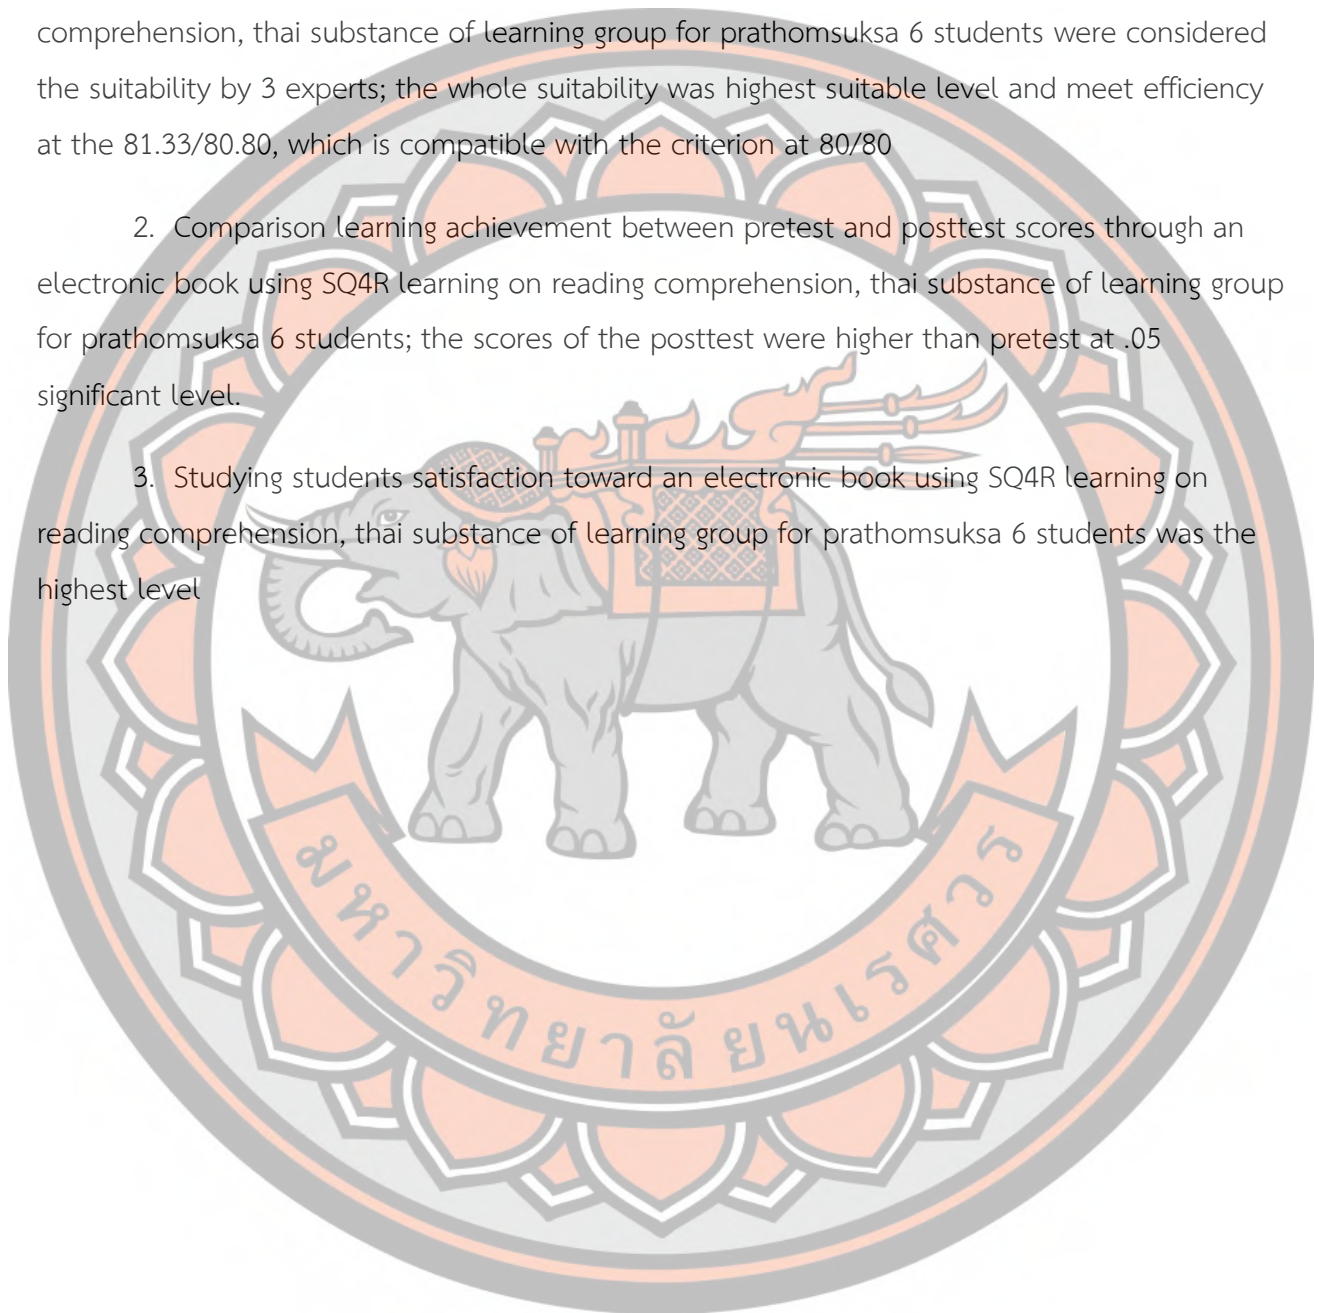 comprehension, thai substance of learning group for prathomsuksa 6 students were considered
the suitability by 3 experts; the whole suitability was highest suitable level and meet efficiency
at the 81.33/80.80, which is compatible with the criterion at 80/80
2. Comparison learning achievement between pretest and posttest scores through an
electronic book using SQ4R learning on reading comprehension, thai substance of learning group
for prathomsuksa 6 students; the scores of the posttest were higher than pretest at .05
significant level.
3. Studying students satisfaction toward an electronic book using SQ4R learning on
reading comprehension, thai substance of learning group for prathomsuksa 6 students was the
highest level
มหาวิทยาลัยนเรศวร